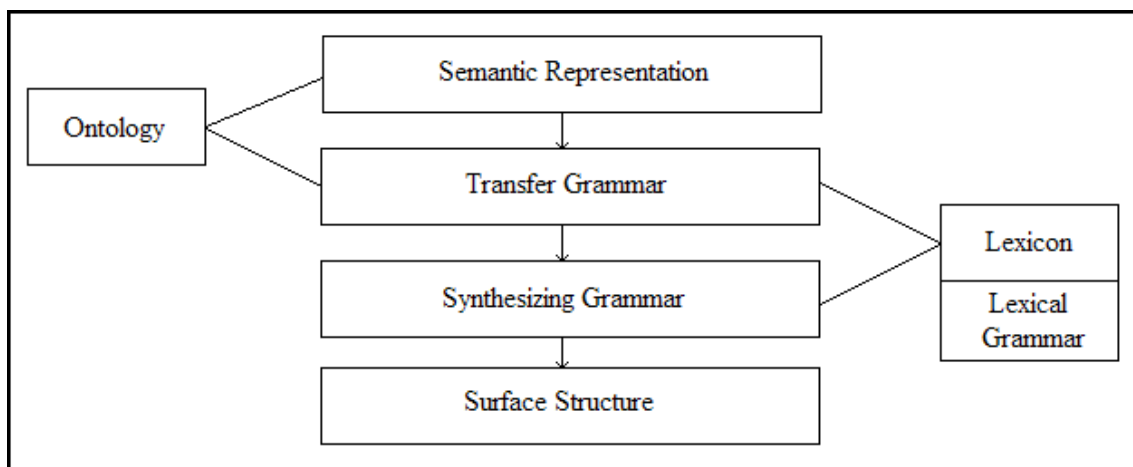 Semantic Representation
Ontology
Transfer Grammar
Lexicon
Synthesizing Grammar
Lexical
Grammar
Surface Structure